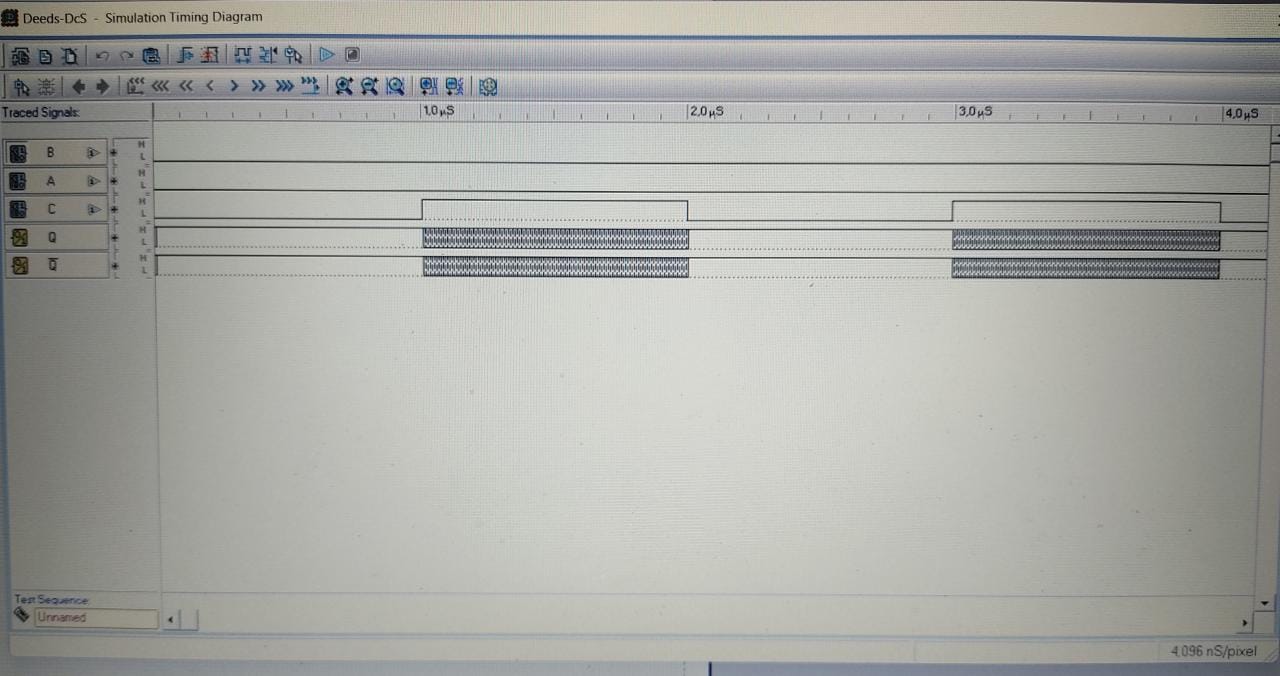 Deeds-DcS - Simulation Timing Diagram
Traced Signals:
1,0µS 2,0µS 3,0µS 4,0µS
B H L
A H L
C H L
Q H L
Q̅ H L
Test Sequence:
Unnamed
4.096 nS/pixel